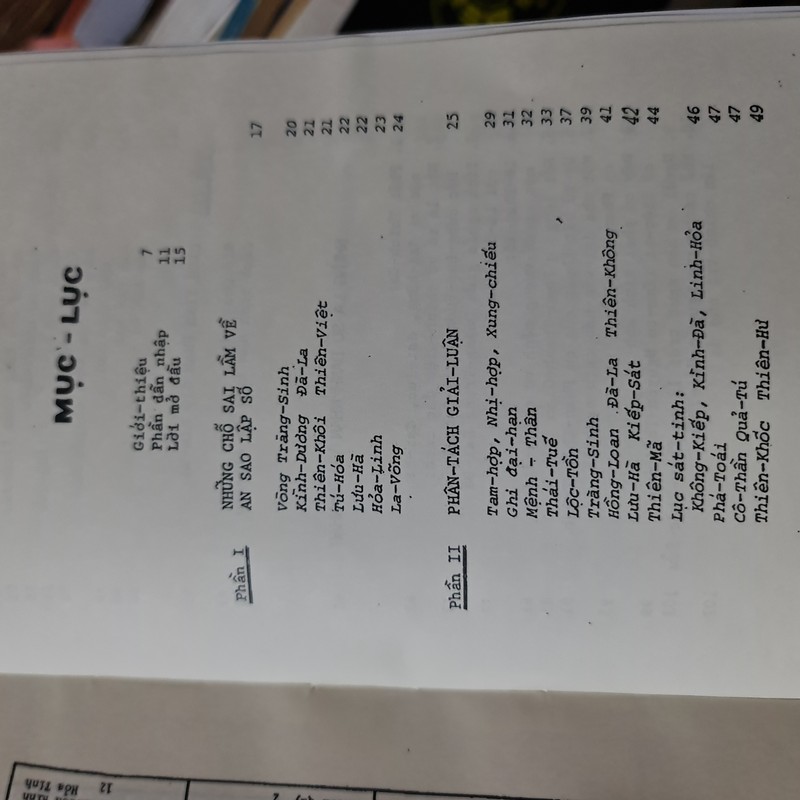 MỤC - LỤC
Giới-thiệu 7
Phần dẫn nhập 11
Lời mở đầu 15
Phần I NHỮNG CHỖ SAI LẦM VỀ
AN SAO LẬP SỐ 17
Vòng Tràng-Sinh 20
Kình-Dương Đà-La 21
Thiên-Khôi Thiên-Việt 21
Tứ-Hóa 22
Lưu-Hà 22
Hỏa-Linh 23
La-Võng 24
Phần II PHÂN-TÁCH GIẢI-LUẬN 25
Tam-hợp, Nhị-hợp, Xung-chiếu 29
Ghi đại-hạn 31
Mệnh - Thân 32
Thái-Tuế 33
Lộc-Tồn 37
Tràng-Sinh 39
Hồng-Loan Đà-La Thiên-Không 41
Lưu-Hà Kiếp-Sát 42
Thiên-Mã 44
Lục sát-tinh:
Không-Kiếp, Kình-Đà, Linh-Hỏa 46
Phá-Toái 47
Cô-Thần Quả-Tú 47
Thiên-Khốc Thiên-Hư 49
12 Hỏa Tinh